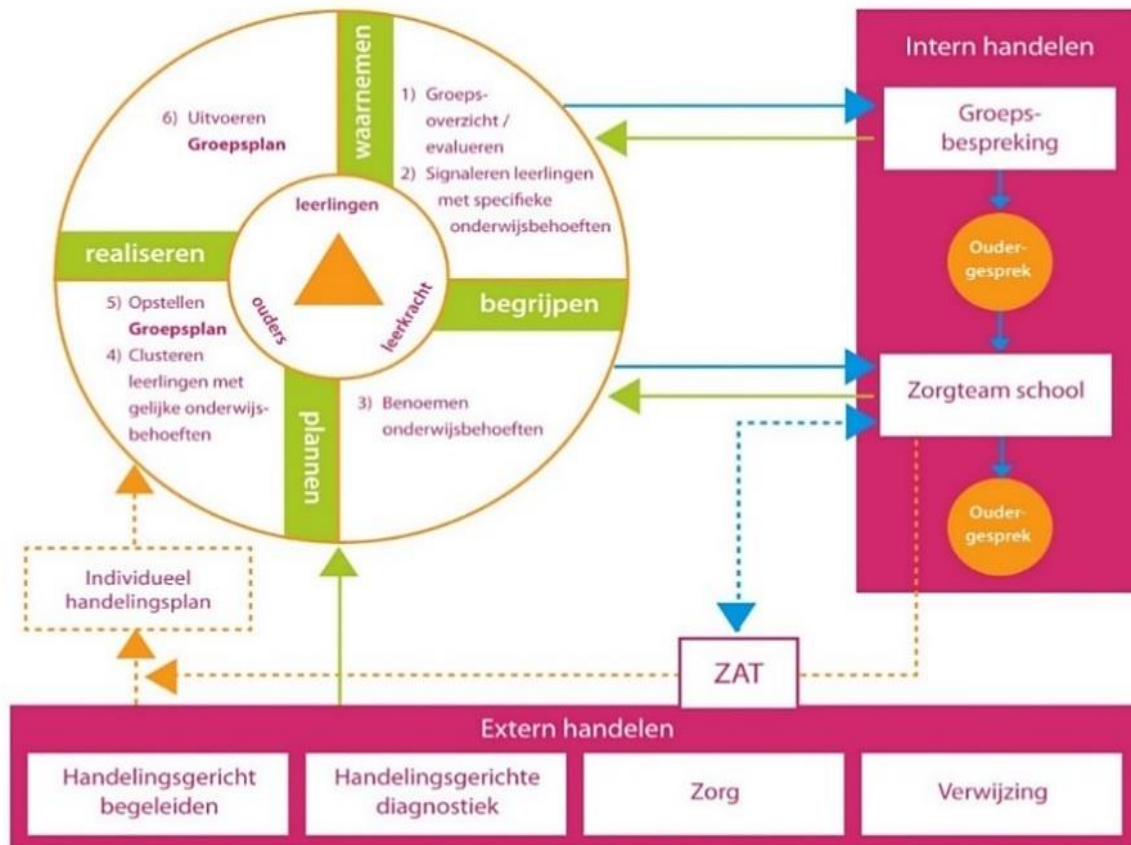 waarnemen
1) Groeps-
overzicht /
evalueren
2) Signaleren leerlingen
met specifieke
onderwijsbehoeften
begrijpen
3) Benoemen
onderwijsbehoeften
plannen
4) Clusteren
leerlingen met
gelijke onderwijs-
behoeften
5) Opstellen
Groepsplan
realiseren
6) Uitvoeren
Groepsplan
leerlingen
leerkracht
ouders
Intern handelen
Groeps-
bespreking
Ouder-
gesprek
Zorgteam school
Ouder-
gesprek
Individueel
handelingsplan
ZAT
Extern handelen
Handelingsgericht
begeleiden
Handelingsgerichte
diagnostiek
Zorg
Verwijzing